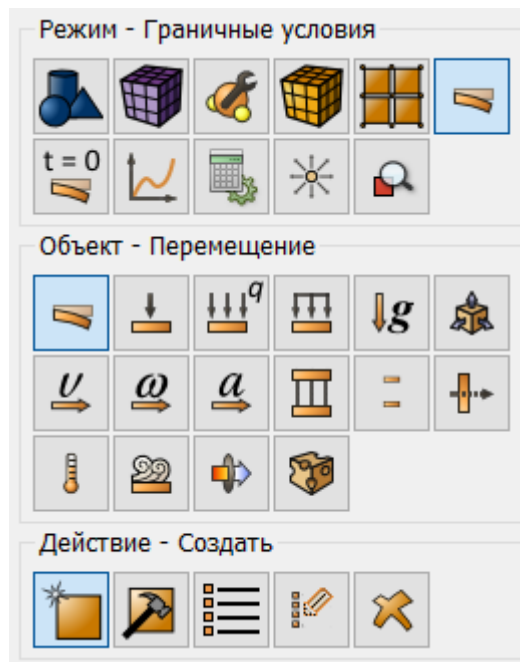 Режим - Граничные условия
t = 0
Объект - Перемещение
q
g
υ
ω
a
Действие - Создать